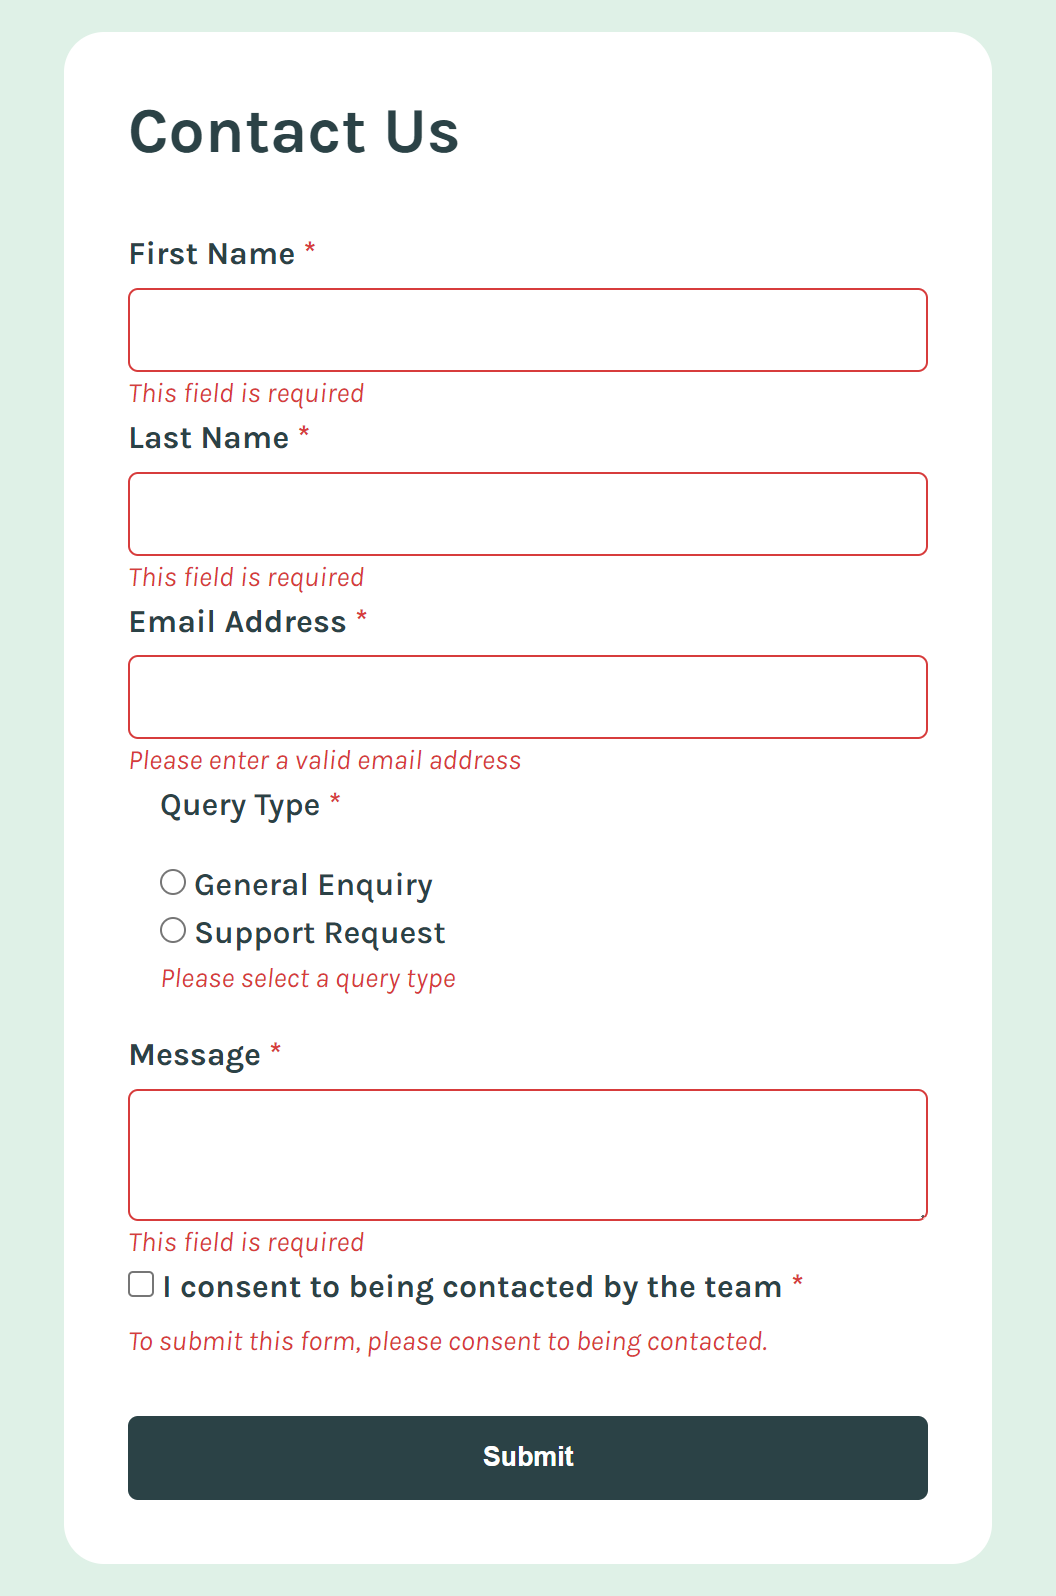 Contact Us
First Name *
This field is required
Last Name *
This field is required
Email Address *
Please enter a valid email address
Query Type *
General Enquiry
Support Request
Please select a query type
Message *
This field is required
I consent to being contacted by the team *
To submit this form, please consent to being contacted.
Submit